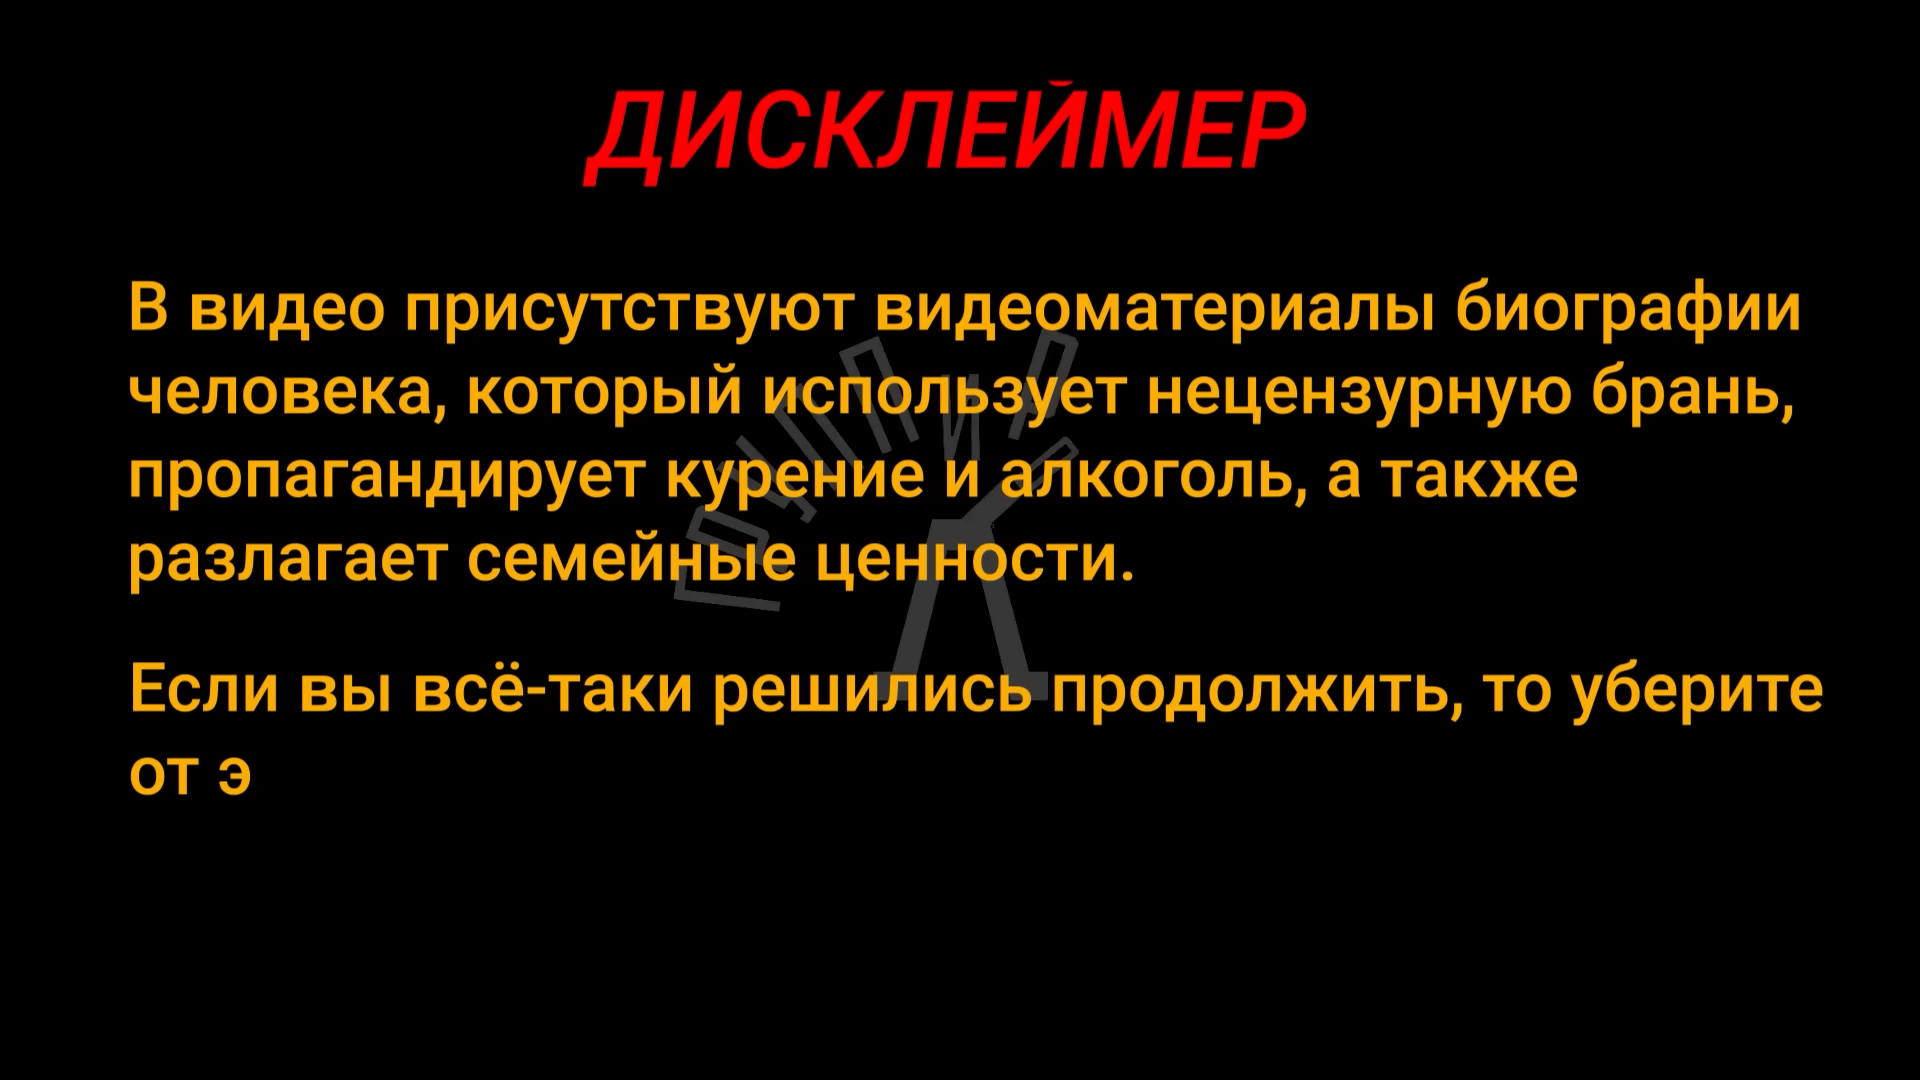 ДИСКЛЕЙМЕР
В видео присутствуют видеоматериалы биографии
человека, который использует нецензурную брань,
пропагандирует курение и алкоголь, а также
разлагает семейные ценности.
Если вы всё-таки решились продолжить, то уберите
от э